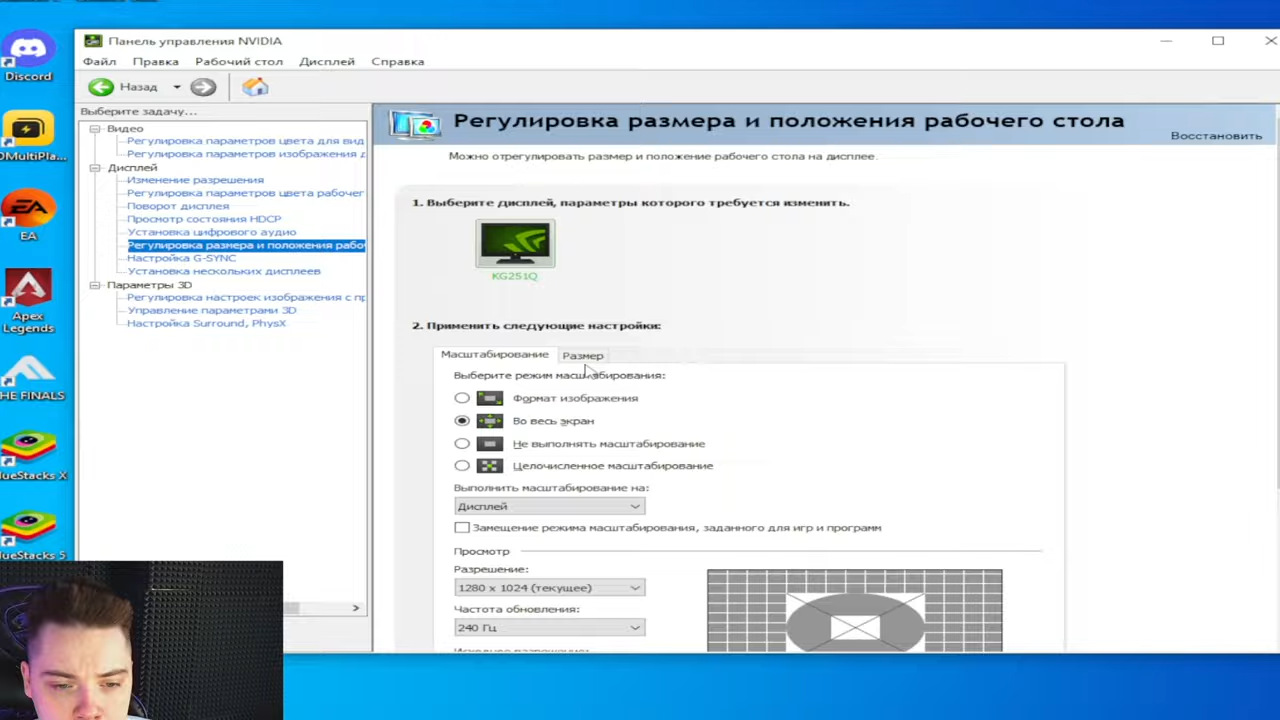 Панель управления NVIDIA
Файл Правка Рабочий стол Дисплей Справка
Назад
Выберите задачу...
Видео
Регулировка параметров цвета для вид
Регулировка параметров изображения д
Дисплей
Изменение разрешения
Регулировка параметров цвета рабочег
Поворот дисплея
Просмотр состояния HDCP
Установка цифрового аудио
Регулировка размера и положения рабо
Настройка G-SYNC
Установка нескольких дисплеев
Параметры 3D
Регулировка настроек изображения с пр
Управление параметрами 3D
Настройка Surround, PhysX
Регулировка размера и положения рабочего стола
Восстановить
Можно отрегулировать размер и положение рабочего стола на дисплее.
1. Выберите дисплей, параметры которого требуется изменить.
KG251Q
2. Применить следующие настройки:
Масштабирование Размер
Выберите режим масштабирования:
Формат изображения
Во весь экран
Не выполнять масштабирование
Целочисленное масштабирование
Выполнить масштабирование на:
Дисплей
Замещение режима масштабирования, заданного для игр и программ
Просмотр
Разрешение:
1280 x 1024 (текущее)
Частота обновления:
240 Гц
Discord
OMultiPla...
EA
Apex
Legends
HE FINALS
lueStacks X
lueStacks 5